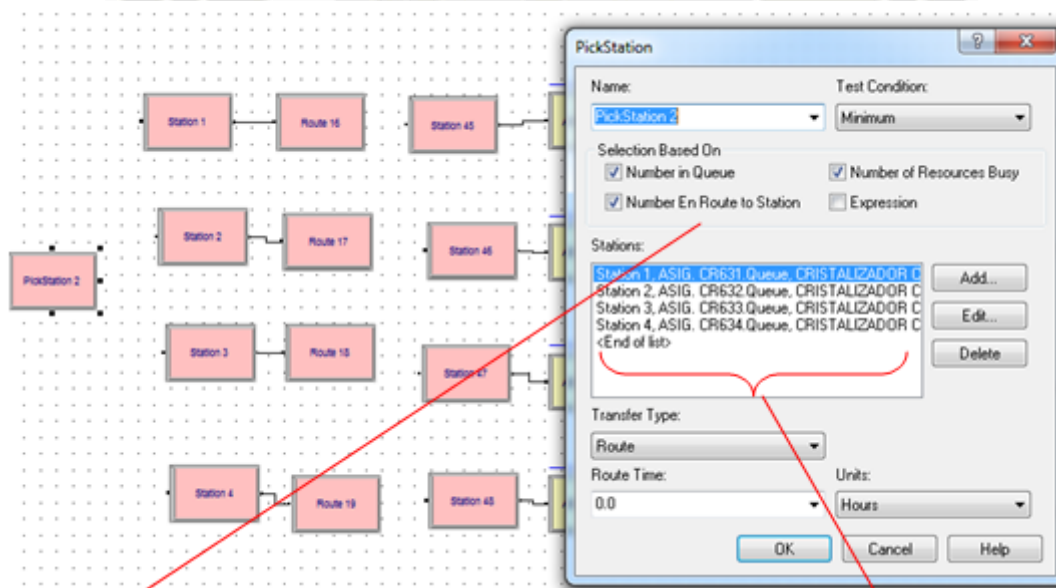 PickStation 2
Station 1
Route 16
Station 45
Station 2
Route 17
Station 46
Station 3
Route 18
Station 47
Station 4
Route 19
Station 48
PickStation
Name:
Test Condition:
PickStation 2
Minimum
Selection Based On
Number in Queue
Number of Resources Busy
Number En Route to Station
Expression
Stations:
Station 1, ASIG. CR631.Queue, CRISTALIZADOR C
Station 2, ASIG. CR632.Queue, CRISTALIZADOR C
Station 3, ASIG. CR633.Queue, CRISTALIZADOR C
Station 4, ASIG. CR634.Queue, CRISTALIZADOR C
<End of list>
Add...
Edit...
Delete
Transfer Type:
Route
Route Time:
Units:
0.0
Hours
OK
Cancel
Help